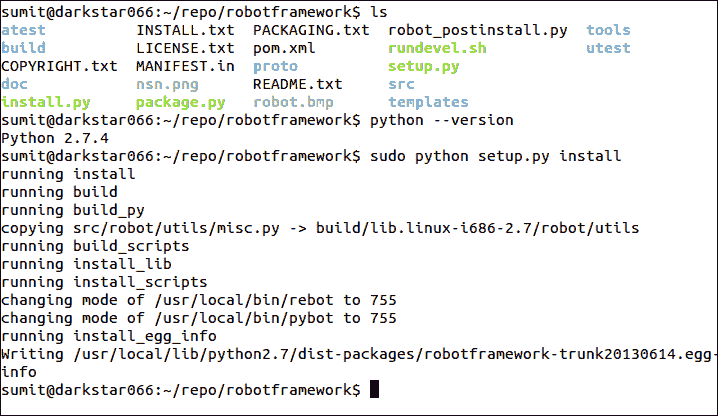 sumit@darkstar066:~/repo/robotframework$ ls
atest INSTALL.txt PACKAGING.txt robot_postinstall.py tools
build LICENSE.txt pom.xml rundevel.sh utest
COPYRIGHT.txt MANIFEST.in proto setup.py
doc nsn.png README.txt src
install.py package.py robot.bmp templates
sumit@darkstar066:~/repo/robotframework$ python --version
Python 2.7.4
sumit@darkstar066:~/repo/robotframework$ sudo python setup.py install
running install
running build
running build_py
copying src/robot/utils/misc.py -> build/lib.linux-i686-2.7/robot/utils
running build_scripts
running install_lib
running install_scripts
changing mode of /usr/local/bin/rebot to 755
changing mode of /usr/local/bin/pybot to 755
running install_egg_info
Writing /usr/local/lib/python2.7/dist-packages/robotframework-trunk20130614.egg-
info
sumit@darkstar066:~/repo/robotframework$